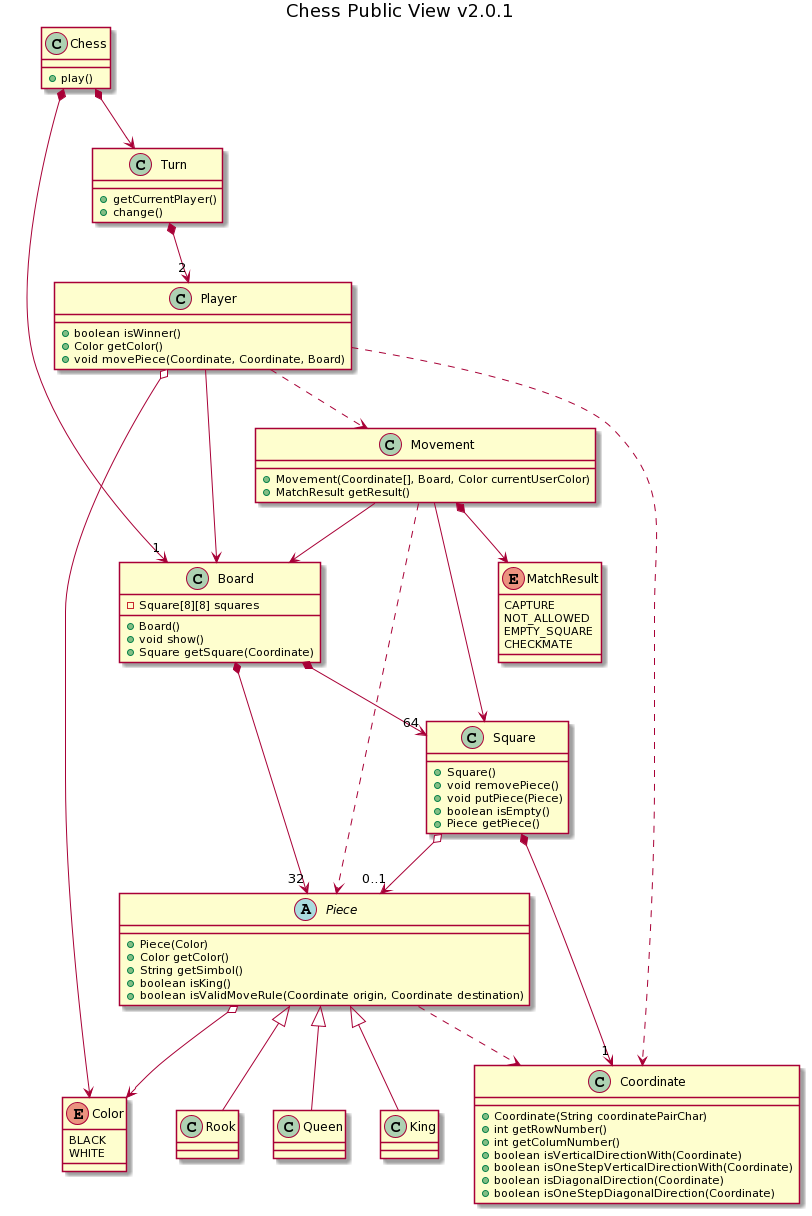 Chess Public View v2.0.1
C Chess
play()
C Turn
getCurrentPlayer()
change()
2
C Player
boolean isWinner()
Color getColor()
void movePiece(Coordinate, Coordinate, Board)
C Movement
Movement(Coordinate[], Board, Color currentUserColor)
MatchResult getResult()
1
C Board
Square[8][8] squares
Board()
void show()
Square getSquare(Coordinate)
E MatchResult
CAPTURE
NOT_ALLOWED
EMPTY_SQUARE
CHECKMATE
64
C Square
Square()
void removePiece()
void putPiece(Piece)
boolean isEmpty()
Piece getPiece()
32
0..1
A Piece
Piece(Color)
Color getColor()
String getSimbol()
boolean isKing()
boolean isValidMoveRule(Coordinate origin, Coordinate destination)
1
E Color
BLACK
WHITE
C Rook
C Queen
C King
C Coordinate
Coordinate(String coordinatePairChar)
int getRowNumber()
int getColumNumber()
boolean isVerticalDirectionWith(Coordinate)
boolean isOneStepVerticalDirectionWith(Coordinate)
boolean isDiagonalDirection(Coordinate)
boolean isOneStepDiagonalDirection(Coordinate)